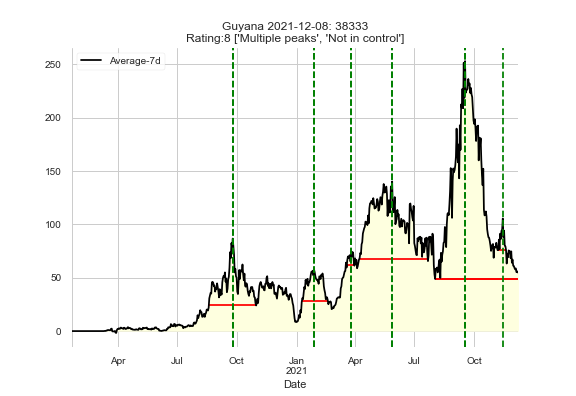 Guyana 2021-12-08: 38333
Rating:8 ['Multiple peaks', 'Not in control']
Average-7d
250
200
150
100
50
0
Apr Jul Oct Jan Apr Jul Oct
2021
Date